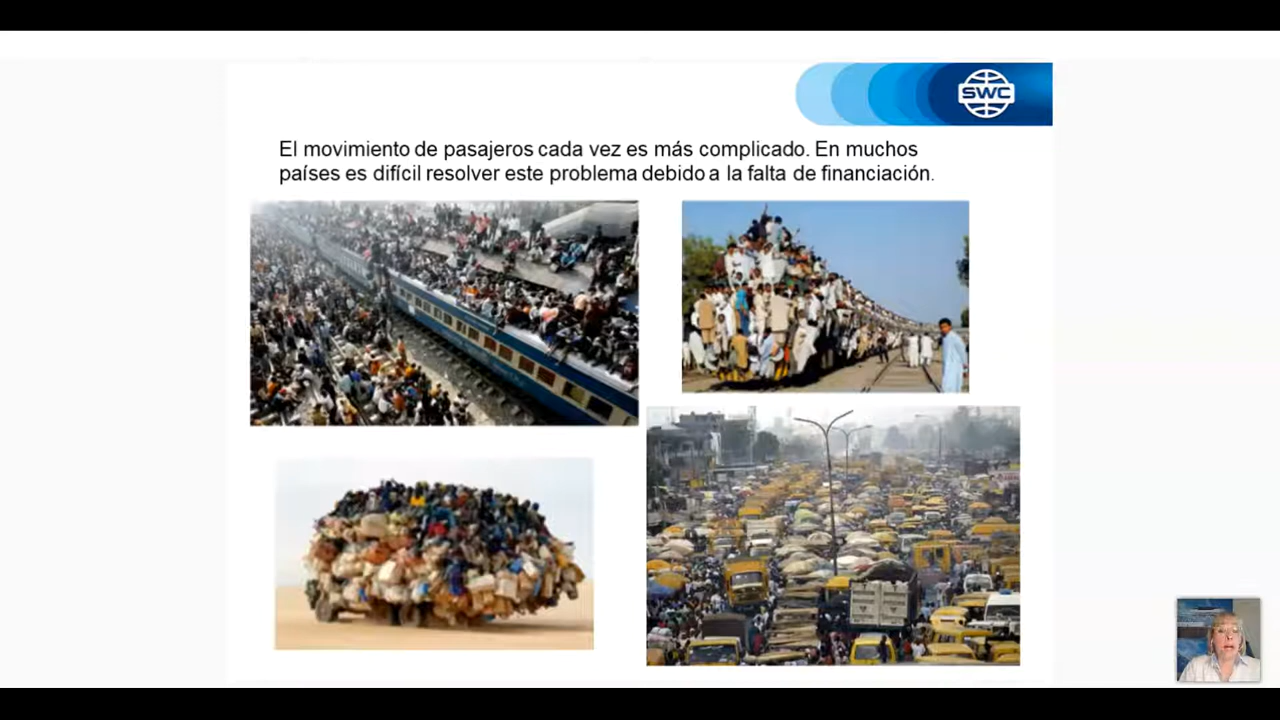 SWC
El movimiento de pasajeros cada vez es más complicado. En muchos
países es difícil resolver este problema debido a la falta de financiación.